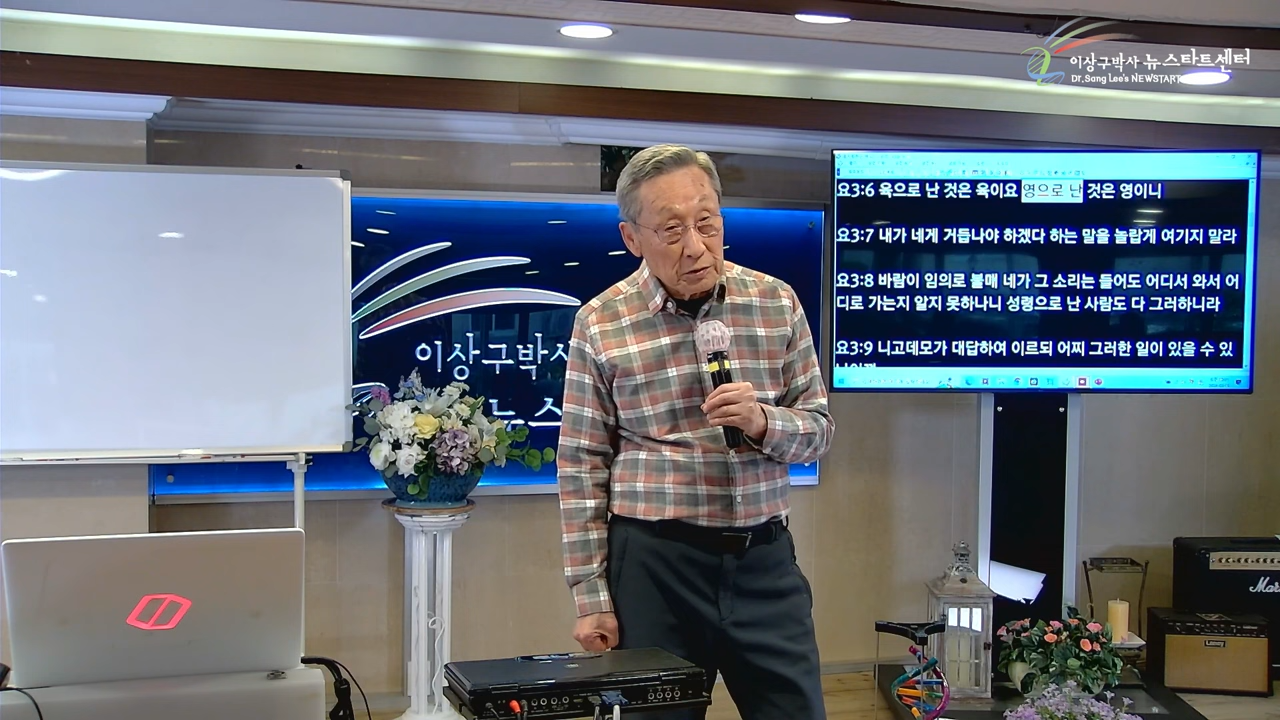 이상구박사 뉴스타트센터
Dr.Sang Lee's NEWSTART
요3:6 육으로 난 것은 육이요 영으로 난 것은 영이니
요3:7 내가 네게 거듭나야 하겠다 하는 말을 놀랍게 여기지 말라
요3:8 바람이 임의로 불매 네가 그 소리는 들어도 어디서 와서 어
디로 가는지 알지 못하나니 성령으로 난 사람도 다 그러하니라
요3:9 니고데모가 대답하여 이르되 어찌 그러한 일이 있을 수 있
이상구박사
뉴스
Mar
Laney